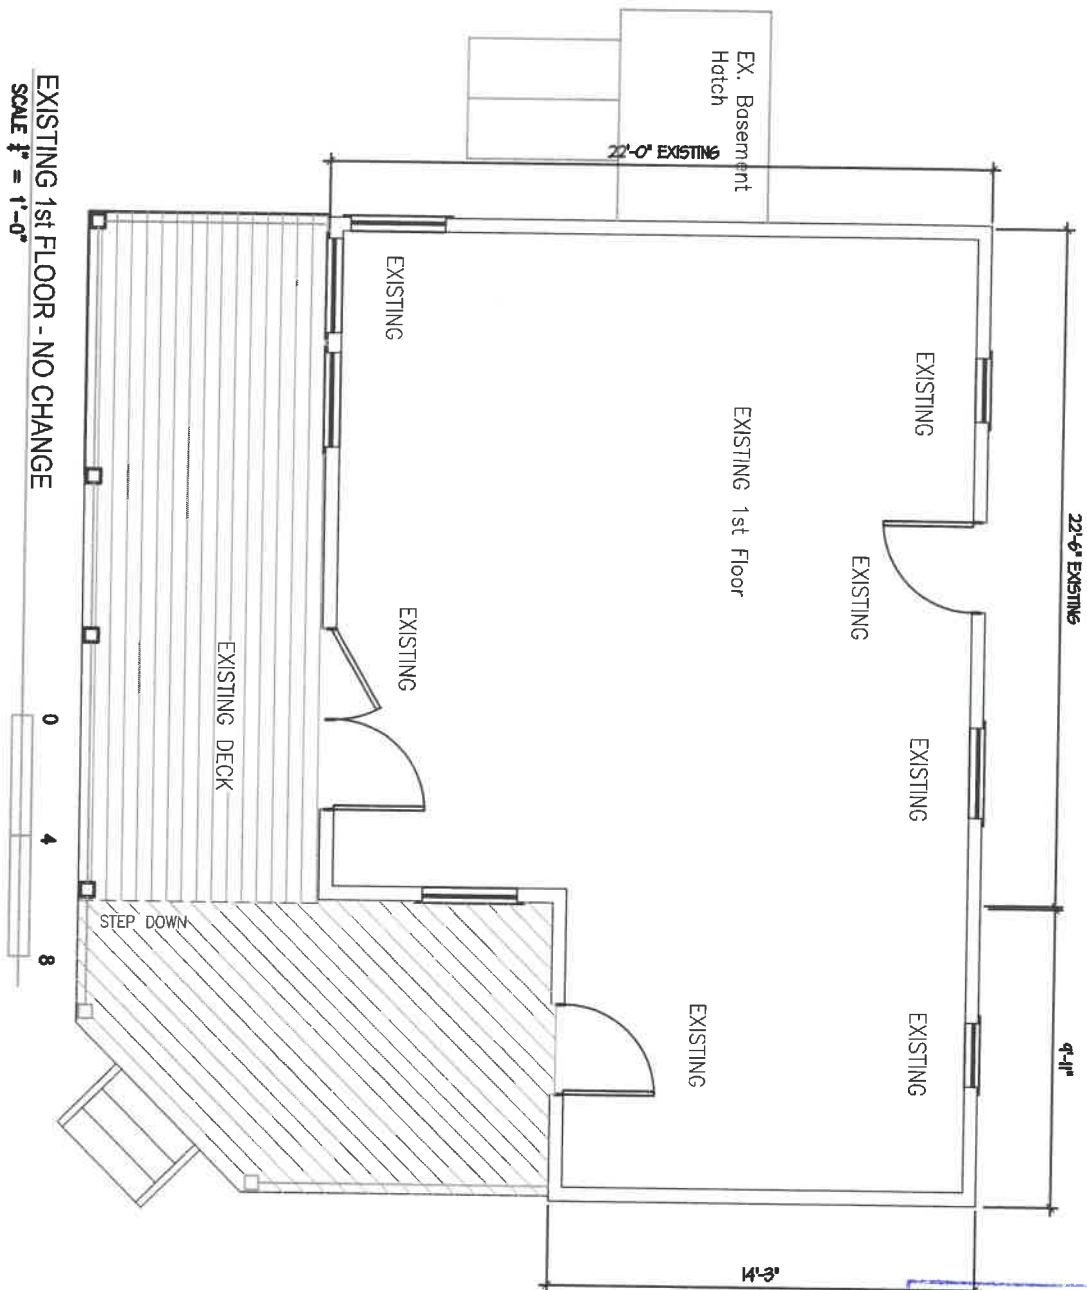 EX. Basement
Hatch
22'-0" EXISTING
22'-6" EXISTING
9'-11"
14'-3"
EXISTING
EXISTING
EXISTING 1st Floor
EXISTING
EXISTING
EXISTING
EXISTING
EXISTING
EXISTING DECK
STEP DOWN
EXISTING 1st FLOOR - NO CHANGE
SCALE ¼" = 1'-0"
0 4 8